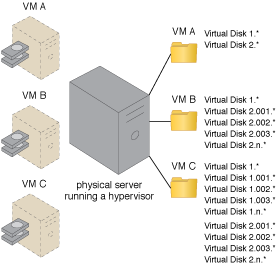 VM A
VM B
VM C
physical server
running a hypervisor
VM A
Virtual Disk 1.*
Virtual Disk 2.*
VM B
Virtual Disk 1.*
Virtual Disk 2.001.*
Virtual Disk 2.002.*
Virtual Disk 2.003.*
Virtual Disk 2.n.*
VM C
Virtual Disk 1.*
Virtual Disk 1.001.*
Virtual Disk 1.002.*
Virtual Disk 1.003.*
Virtual Disk 1.n.*
Virtual Disk 2.001.*
Virtual Disk 2.002.*
Virtual Disk 2.003.*
Virtual Disk 2.n.*